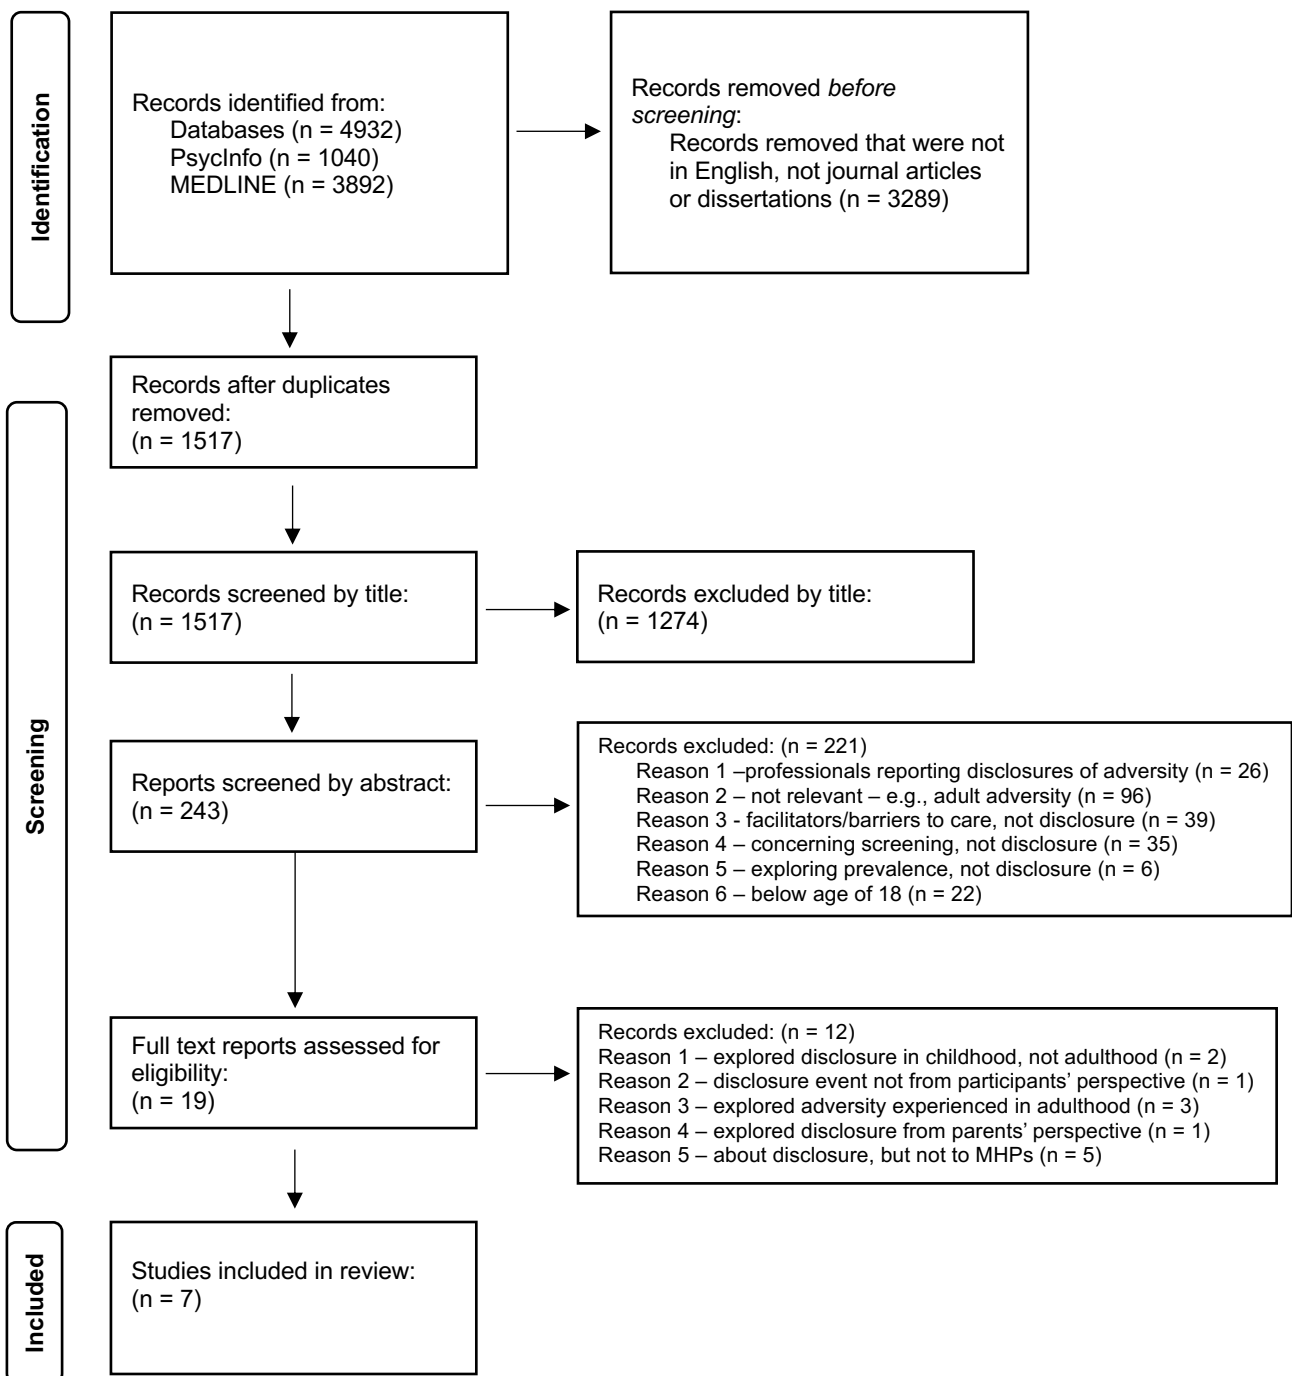 Identification
Records identified from:
Databases (n = 4932)
PsycInfo (n = 1040)
MEDLINE (n = 3892)
Records removed before
screening:
Records removed that were not
in English, not journal articles
or dissertations (n = 3289)
Screening
Records after duplicates
removed:
(n = 1517)
Records screened by title:
(n = 1517)
Records excluded by title:
(n = 1274)
Reports screened by abstract:
(n = 243)
Records excluded: (n = 221)
Reason 1 –professionals reporting disclosures of adversity (n = 26)
Reason 2 – not relevant – e.g., adult adversity (n = 96)
Reason 3 - facilitators/barriers to care, not disclosure (n = 39)
Reason 4 – concerning screening, not disclosure (n = 35)
Reason 5 – exploring prevalence, not disclosure (n = 6)
Reason 6 – below age of 18 (n = 22)
Full text reports assessed for
eligibility:
(n = 19)
Records excluded: (n = 12)
Reason 1 – explored disclosure in childhood, not adulthood (n = 2)
Reason 2 – disclosure event not from participants’ perspective (n = 1)
Reason 3 – explored adversity experienced in adulthood (n = 3)
Reason 4 – explored disclosure from parents’ perspective (n = 1)
Reason 5 – about disclosure, but not to MHPs (n = 5)
Included
Studies included in review:
(n = 7)